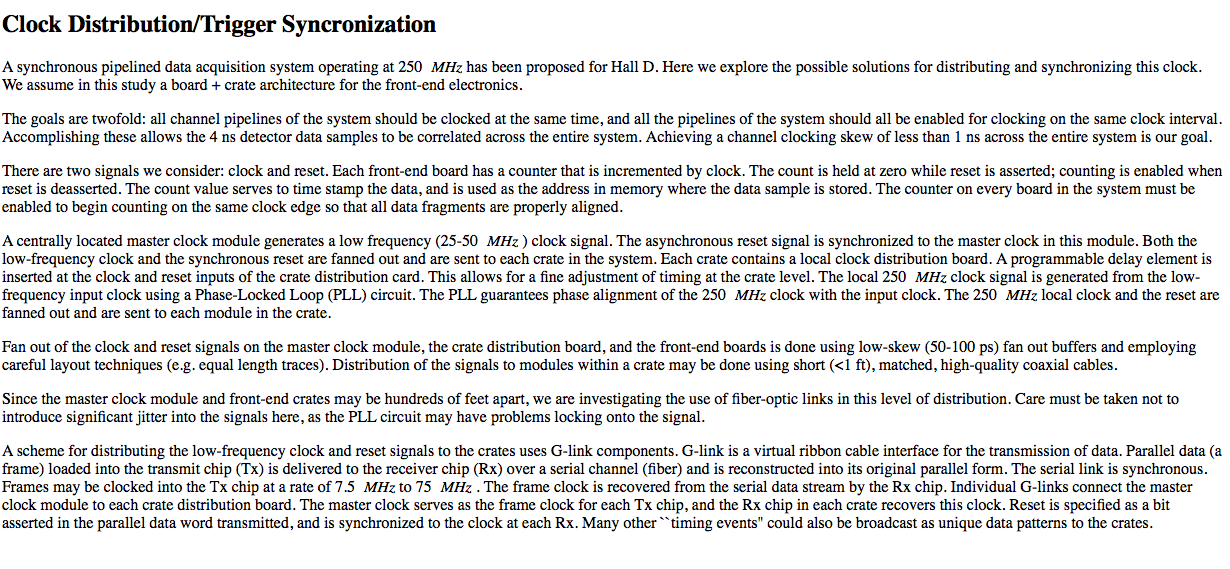 Clock Distribution/Trigger Syncronization
A synchronous pipelined data acquisition system operating at 250 MHz has been proposed for Hall D. Here we explore the possible solutions for distributing and synchronizing this clock.
We assume in this study a board + crate architecture for the front-end electronics.
The goals are twofold: all channel pipelines of the system should be clocked at the same time, and all the pipelines of the system should all be enabled for clocking on the same clock interval.
Accomplishing these allows the 4 ns detector data samples to be correlated across the entire system. Achieving a channel clocking skew of less than 1 ns across the entire system is our goal.
There are two signals we consider: clock and reset. Each front-end board has a counter that is incremented by clock. The count is held at zero while reset is asserted; counting is enabled when
reset is deasserted. The count value serves to time stamp the data, and is used as the address in memory where the data sample is stored. The counter on every board in the system must be
enabled to begin counting on the same clock edge so that all data fragments are properly aligned.
A centrally located master clock module generates a low frequency (25-50 MHz ) clock signal. The asynchronous reset signal is synchronized to the master clock in this module. Both the
low-frequency clock and the synchronous reset are fanned out and are sent to each crate in the system. Each crate contains a local clock distribution board. A programmable delay element is
inserted at the clock and reset inputs of the crate distribution card. This allows for a fine adjustment of timing at the crate level. The local 250 MHz clock signal is generated from the low-
frequency input clock using a Phase-Locked Loop (PLL) circuit. The PLL guarantees phase alignment of the 250 MHz clock with the input clock. The 250 MHz local clock and the reset are
fanned out and are sent to each module in the crate.
Fan out of the clock and reset signals on the master clock module, the crate distribution board, and the front-end boards is done using low-skew (50-100 ps) fan out buffers and employing
careful layout techniques (e.g. equal length traces). Distribution of the signals to modules within a crate may be done using short (<1 ft), matched, high-quality coaxial cables.
Since the master clock module and front-end crates may be hundreds of feet apart, we are investigating the use of fiber-optic links in this level of distribution. Care must be taken not to
introduce significant jitter into the signals here, as the PLL circuit may have problems locking onto the signal.
A scheme for distributing the low-frequency clock and reset signals to the crates uses G-link components. G-link is a virtual ribbon cable interface for the transmission of data. Parallel data (a
frame) loaded into the transmit chip (Tx) is delivered to the receiver chip (Rx) over a serial channel (fiber) and is reconstructed into its original parallel form. The serial link is synchronous.
Frames may be clocked into the Tx chip at a rate of 7.5 MHz to 75 MHz . The frame clock is recovered from the serial data stream by the Rx chip. Individual G-links connect the master
clock module to each crate distribution board. The master clock serves as the frame clock for each Tx chip, and the Rx chip in each crate recovers this clock. Reset is specified as a bit
asserted in the parallel data word transmitted, and is synchronized to the clock at each Rx. Many other ``timing events" could also be broadcast as unique data patterns to the crates.